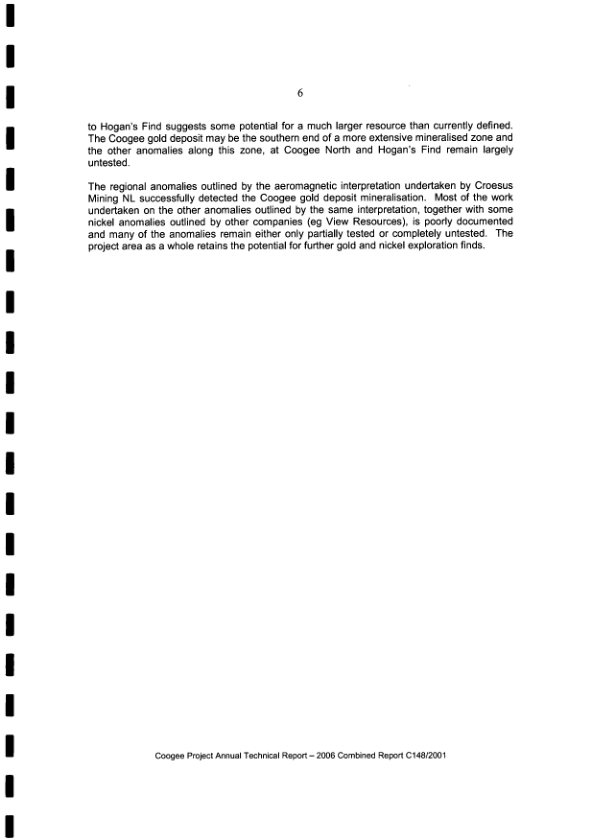 6
to Hogan's Find suggests some potential for a much larger resource than currently defined.
The Coogee gold deposit may be the southern end of a more extensive mineralised zone and
the other anomalies along this zone, at Coogee North and Hogan's Find remain largely
untested.
The regional anomalies outlined by the aeromagnetic interpretation undertaken by Croesus
Mining NL successfully detected the Coogee gold deposit mineralisation. Most of the work
undertaken on the other anomalies outlined by the same interpretation, together with some
nickel anomalies outlined by other companies (eg View Resources), is poorly documented
and many of the anomalies remain either only partially tested or completely untested. The
project area as a whole retains the potential for further gold and nickel exploration finds.
Coogee Project Annual Technical Report – 2006 Combined Report C148/2001